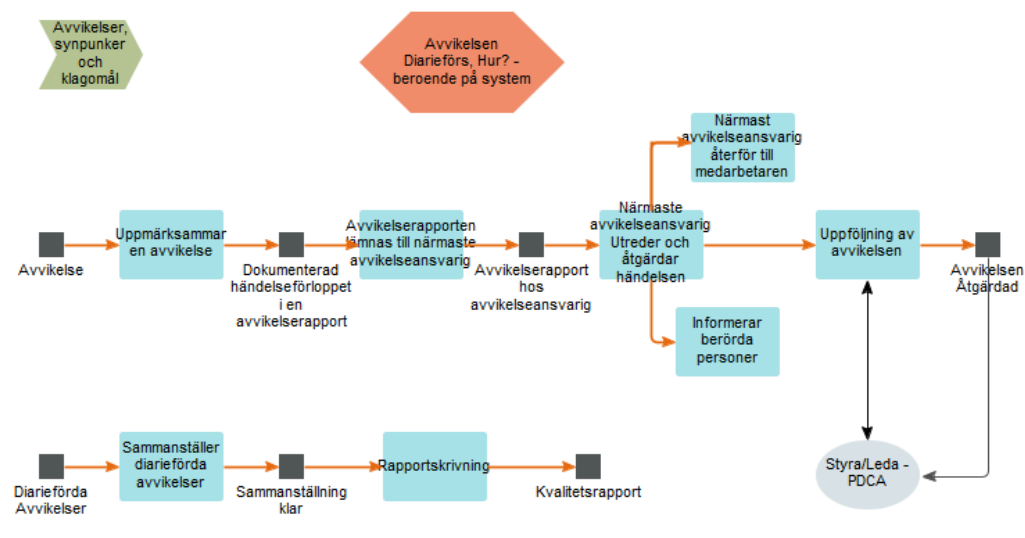 Avvikelser,
synpunker
och
klagomål
Avvikelsen
Diarieförs, Hur? -
beroende på system
Närmast
avvikelseansvarig
återför till
medarbetaren
Avvikelse
Uppmärksammar
en avvikelse
Dokumenterad
händelseförloppet
i en
avvikelserapport
Avvikelserapporten
lämnas till närmaste
avvikelseansvarig
Avvikelserapport
hos
avvikelseansvarig
Närmaste
avvikelseansvarig
Utreder och
åtgärdar
händelsen
Uppföljning av
avvikelsen
Avvikelsen
Åtgärdad
Informerar
berörda
personer
Diarieförda
Avvikelser
Sammanställer
diarieförda
avvikelser
Sammanställning
klar
Rapportskrivning
Kvalitetsrapport
Styra/Leda -
PDCA